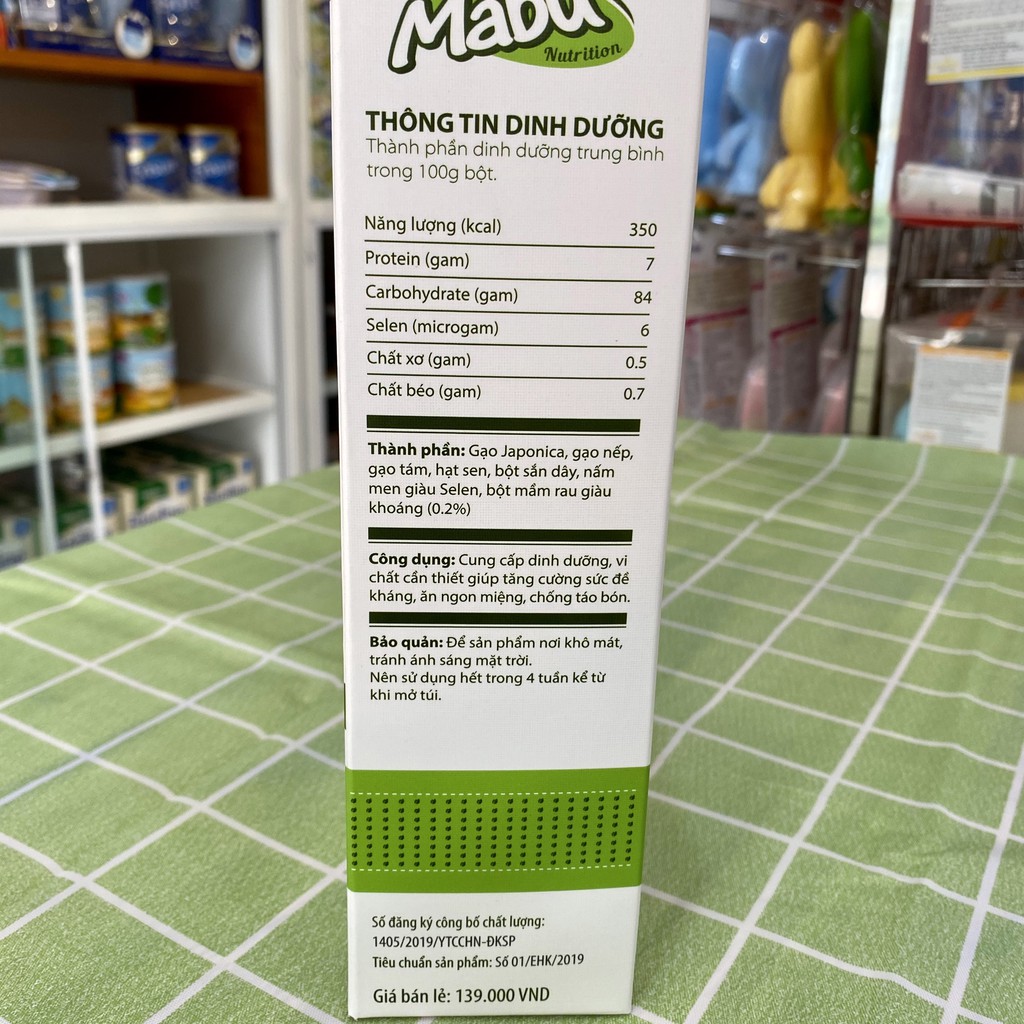 Mabu
Nutrition
THÔNG TIN DINH DƯỠNG
Thành phần dinh dưỡng trung bình
trong 100g bột.
Năng lượng (kcal) 350
Protein (gam) 7
Carbohydrate (gam) 84
Selen (microgam) 6
Chất xơ (gam) 0.5
Chất béo (gam) 0.7
Thành phần: Gạo Japonica, gạo nếp,
gạo tám, hạt sen, bột sắn dây, nấm
men giàu Selen, bột mầm rau giàu
khoáng (0.2%)
Công dụng: Cung cấp dinh dưỡng, vi
chất cần thiết giúp tăng cường sức đề
kháng, ăn ngon miệng, chống táo bón.
Bảo quản: Để sản phẩm nơi khô mát,
tránh ánh sáng mặt trời.
Nên sử dụng hết trong 4 tuần kể từ
khi mở túi.
Số đăng ký công bố chất lượng:
1405/2019/YTCCHN-ĐKSP
Tiêu chuẩn sản phẩm: Số 01/EHK/2019
Giá bán lẻ: 139.000 VND